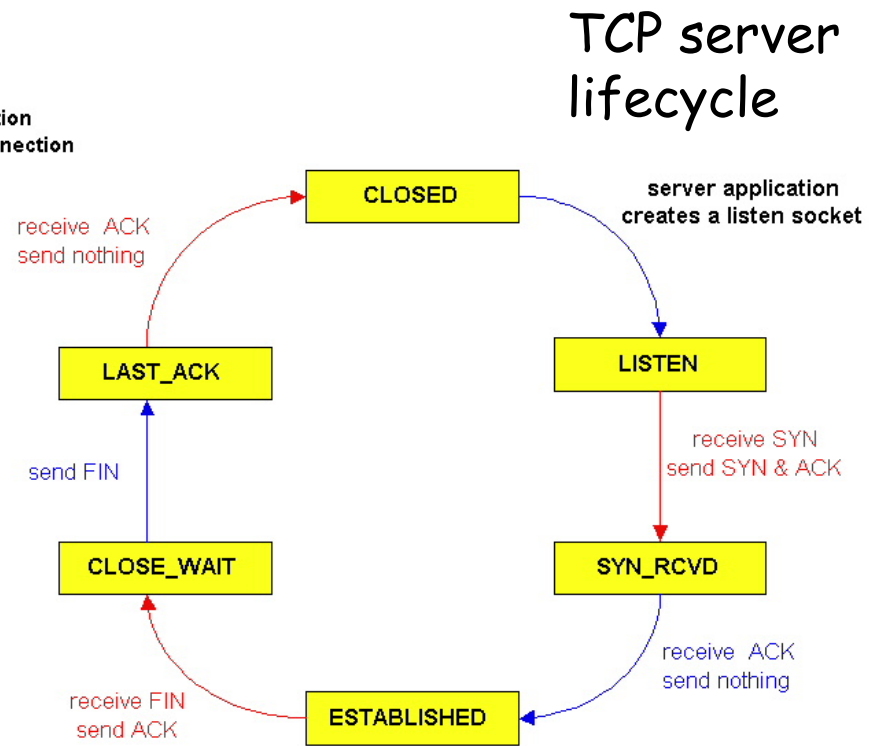 TCP server
lifecycle
nection
CLOSED
server application
creates a listen socket
receive ACK
send nothing
LISTEN
LAST_ACK
receive SYN
send SYN & ACK
send FIN
CLOSE_WAIT
SYN_RCVD
receive ACK
send nothing
receive FIN
send ACK
ESTABLISHED